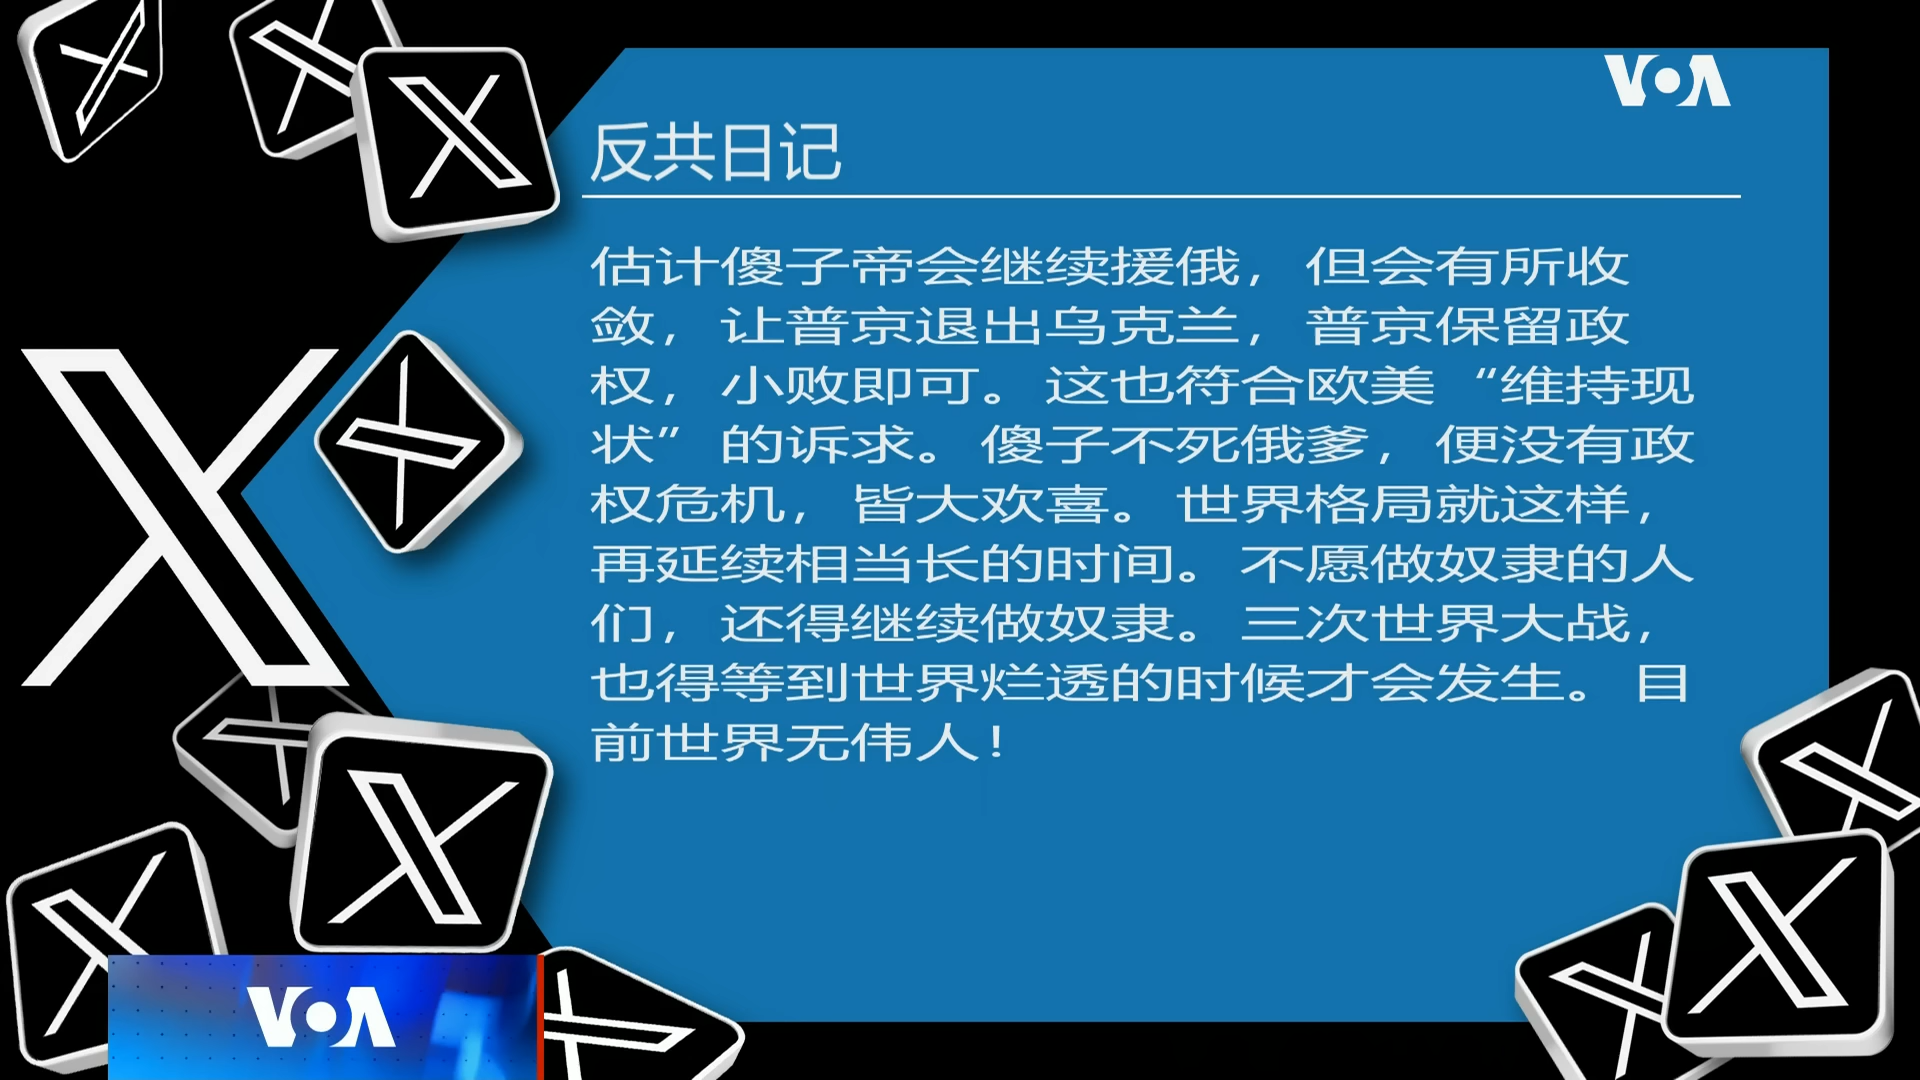 VOA
反共日记
估计傻子帝会继续援俄，但会有所收
敛，让普京退出乌克兰，普京保留政
权，小败即可。这也符合欧美“维持现
状”的诉求。傻子不死俄爹，便没有政
权危机，皆大欢喜。世界格局就这样，
再延续相当长的时间。不愿做奴隶的人
们，还得继续做奴隶。三次世界大战，
也得等到世界烂透的时候才会发生。目
前世界无伟人！
VOA